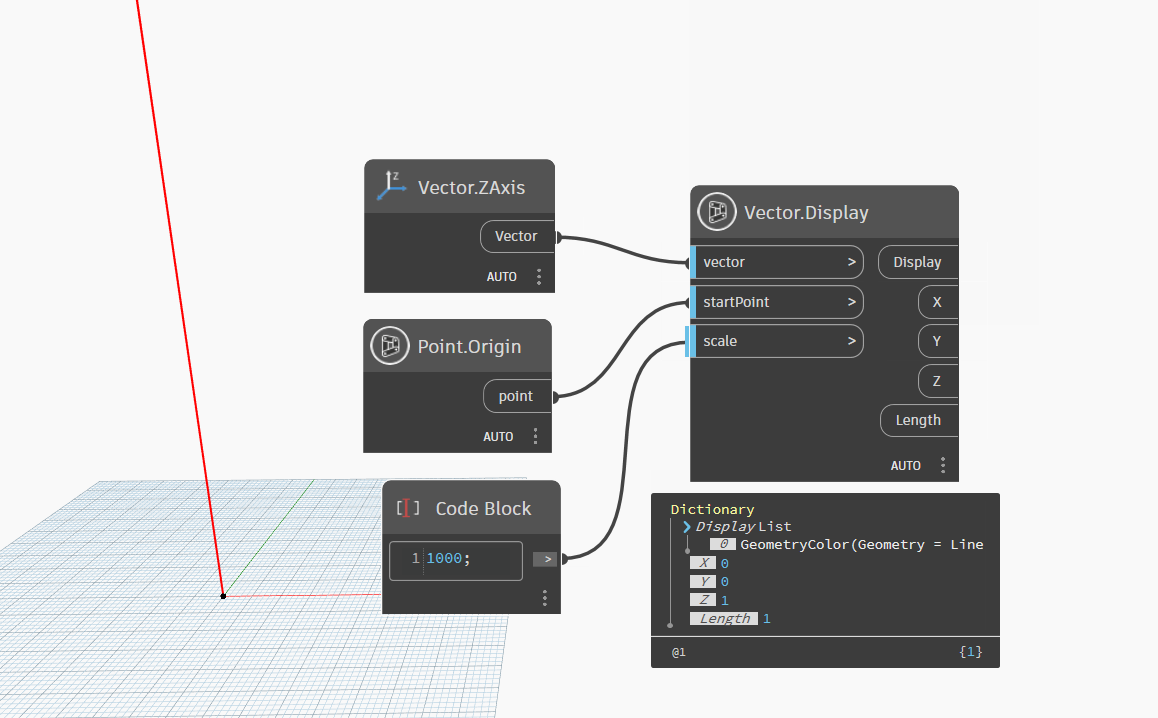 Z
Vector.ZAxis
Vector
AUTO
Point.Origin
point
AUTO
[I] Code Block
1 1000;
>
Vector.Display
vector >
Display
startPoint >
X
scale >
Y
Z
Length
AUTO
Dictionary
Display List
0 GeometryColor(Geometry = Line
X 0
Y 0
Z 1
Length 1
@1 {1}